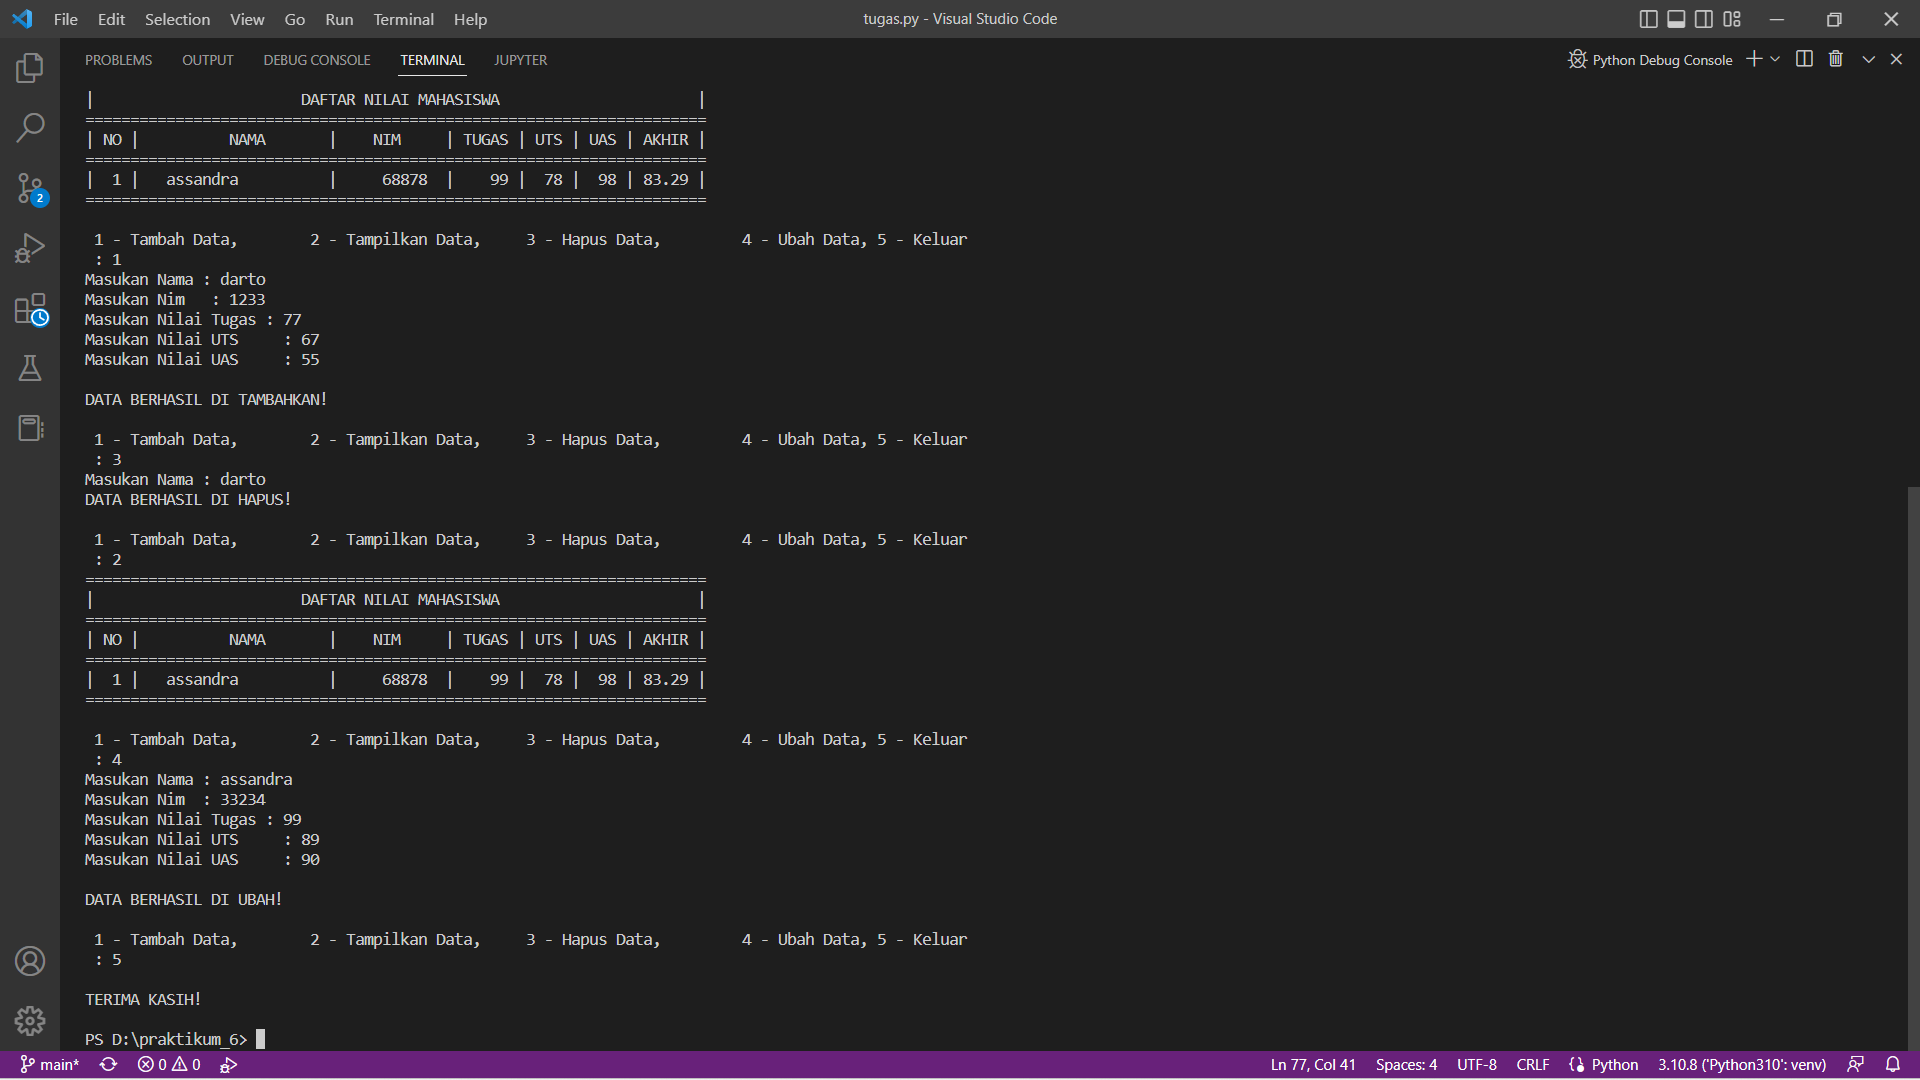 File Edit Selection View Go Run Terminal Help tugas.py - Visual Studio Code
PROBLEMS OUTPUT DEBUG CONSOLE TERMINAL JUPYTER Python Debug Console
| DAFTAR NILAI MAHASISWA |
=====================================================================
| NO | NAMA | NIM | TUGAS | UTS | UAS | AKHIR |
=====================================================================
| 1 | assandra | 68878 | 99 | 78 | 98 | 83.29 |
=====================================================================
1 - Tambah Data, 2 - Tampilkan Data, 3 - Hapus Data, 4 - Ubah Data, 5 - Keluar
: 1
Masukan Nama : darto
Masukan Nim : 1233
Masukan Nilai Tugas : 77
Masukan Nilai UTS : 67
Masukan Nilai UAS : 55
DATA BERHASIL DI TAMBAHKAN!
1 - Tambah Data, 2 - Tampilkan Data, 3 - Hapus Data, 4 - Ubah Data, 5 - Keluar
: 3
Masukan Nama : darto
DATA BERHASIL DI HAPUS!
1 - Tambah Data, 2 - Tampilkan Data, 3 - Hapus Data, 4 - Ubah Data, 5 - Keluar
: 2
=====================================================================
| DAFTAR NILAI MAHASISWA |
=====================================================================
| NO | NAMA | NIM | TUGAS | UTS | UAS | AKHIR |
=====================================================================
| 1 | assandra | 68878 | 99 | 78 | 98 | 83.29 |
=====================================================================
1 - Tambah Data, 2 - Tampilkan Data, 3 - Hapus Data, 4 - Ubah Data, 5 - Keluar
: 4
Masukan Nama : assandra
Masukan Nim : 33234
Masukan Nilai Tugas : 99
Masukan Nilai UTS : 89
Masukan Nilai UAS : 90
DATA BERHASIL DI UBAH!
1 - Tambah Data, 2 - Tampilkan Data, 3 - Hapus Data, 4 - Ubah Data, 5 - Keluar
: 5
TERIMA KASIH!
PS D:\praktikum_6>
2
main* 0 0 Ln 77, Col 41 Spaces: 4 UTF-8 CRLF Python 3.10.8 ('Python310': venv)